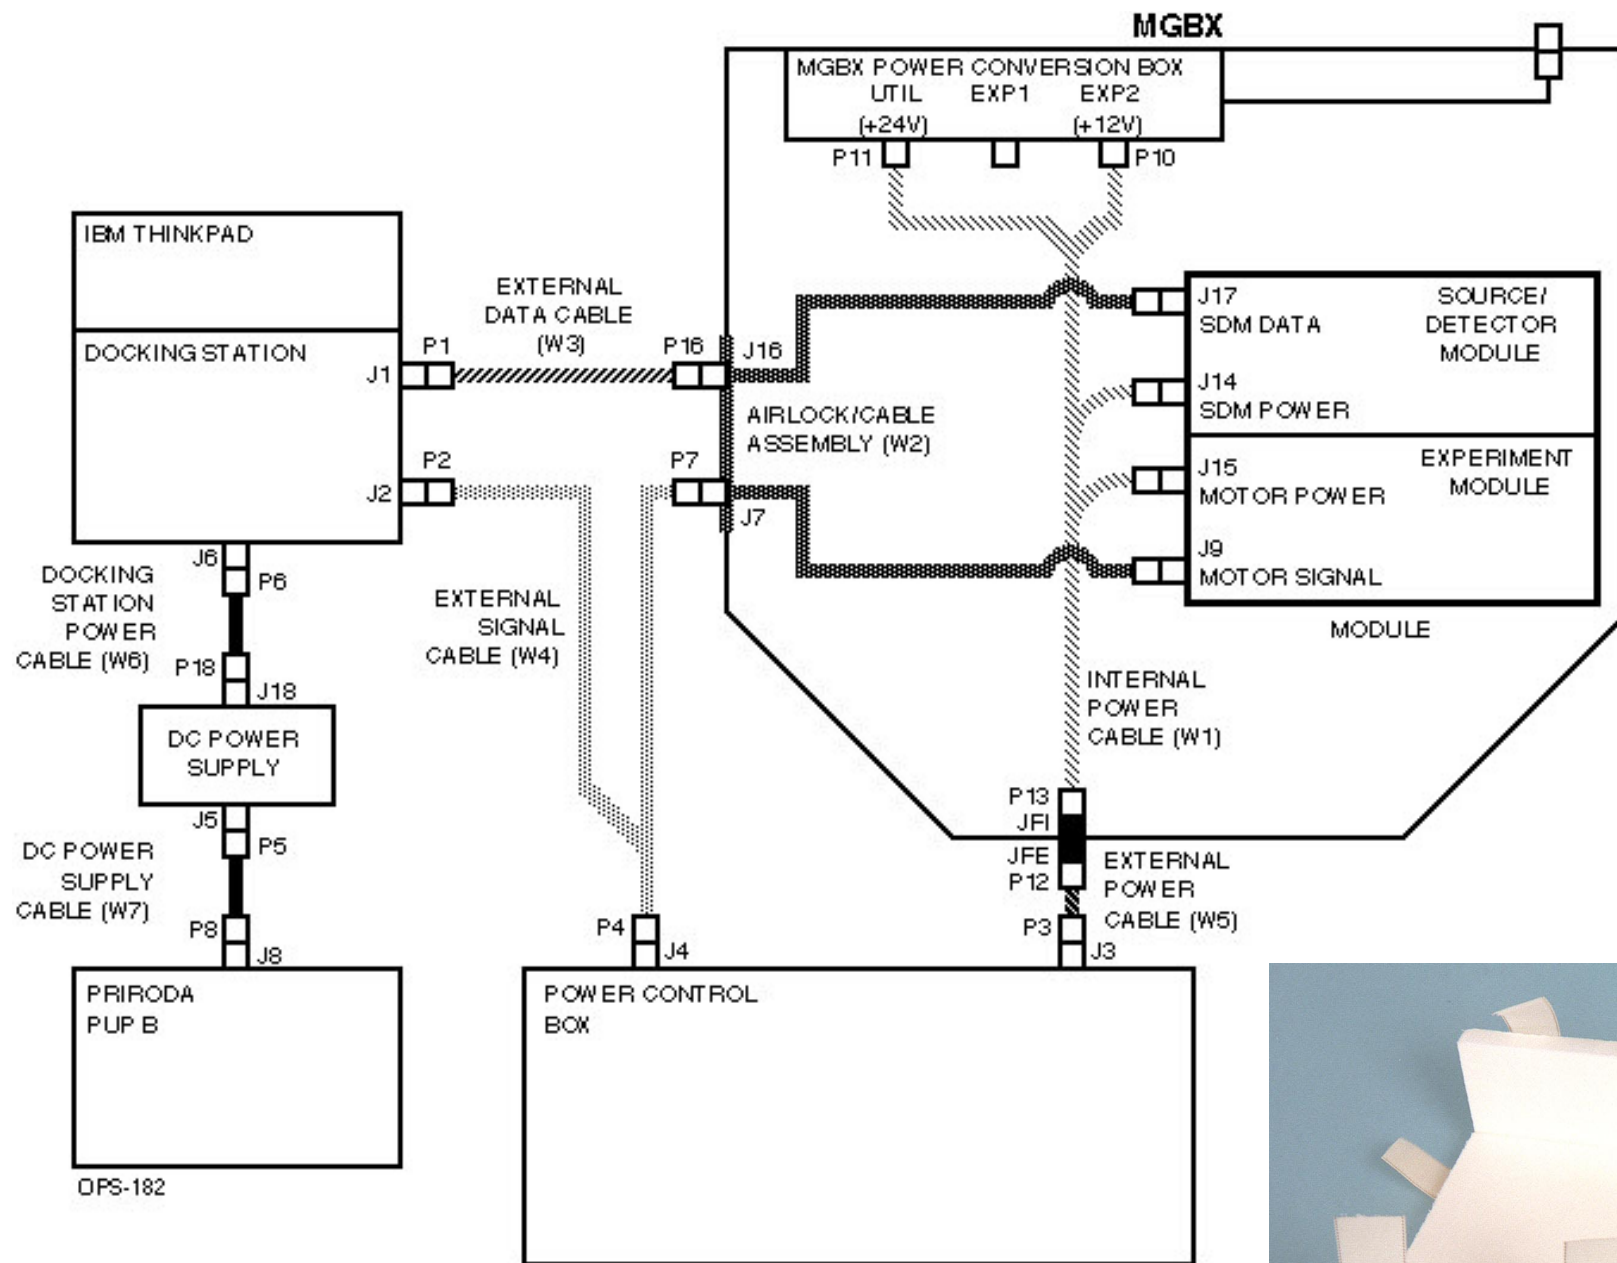 MGBX
MGBX POWER CONVERSION BOX
UTIL EXP1 EXP2
(+24V) (+12V)
P11 P10
IBM THINKPAD
DOCKING STATION
J1
P1
EXTERNAL
DATA CABLE
(W3)
P16
J16
J2
P2
P7
J7
AIRLOCK/CABLE
ASSEMBLY (W2)
J17
SDM DATA
SOURCE/
DETECTOR
MODULE
J14
SDM POWER
J15
MOTOR POWER
EXPERIMENT
MODULE
J9
MOTOR SIGNAL
MODULE
J6
P6
DOCKING
STATION
POWER
CABLE (W6)
P18
J18
EXTERNAL
SIGNAL
CABLE (W4)
DC POWER
SUPPLY
J5
P5
DC POWER
SUPPLY
CABLE (W7)
P8
J8
INTERNAL
POWER
CABLE (W1)
P13
JFI
JFE
P12
EXTERNAL
POWER
CABLE (W5)
P4
J4
P3
J3
PRIRODA
PUP B
POWER CONTROL
BOX
OPS-182